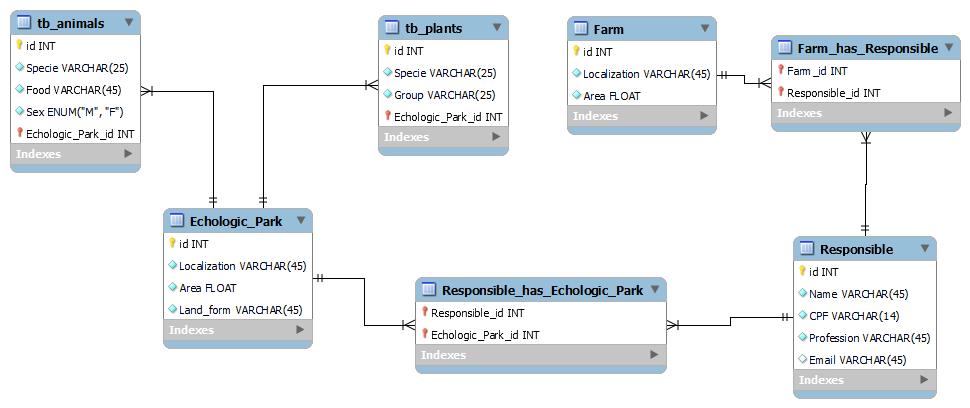 tb_animals
id INT
Specie VARCHAR(25)
Food VARCHAR(45)
Sex ENUM("M", "F")
Echologic_Park_id INT
Indexes
tb_plants
id INT
Specie VARCHAR(25)
Group VARCHAR(25)
Echologic_Park_id INT
Indexes
Farm
id INT
Localization VARCHAR(45)
Area FLOAT
Indexes
Farm_has_Responsible
Farm _id INT
Responsible_id INT
Indexes
Echologic_Park
id INT
Localization VARCHAR(45)
Area FLOAT
Land_form VARCHAR(45)
Indexes
Responsible_has_Echologic_Park
Responsible_id INT
Echologic_Park_id INT
Indexes
Responsible
id INT
Name VARCHAR(45)
CPF VARCHAR(14)
Profession VARCHAR(45)
Email VARCHAR(45)
Indexes